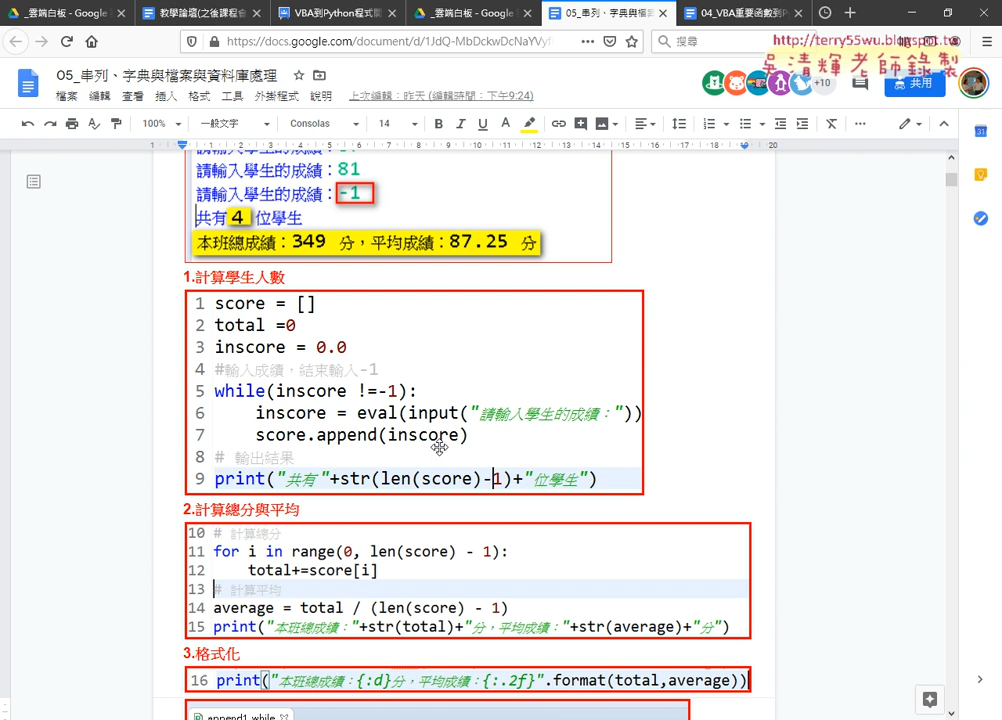 _雲端白板 - Google
教學論壇(之後課程會
VBA到Python程式開
_雲端白板 - Google
05_串列、字典與檔案
04_VBA重要函數到P
https://docs.google.com/document/d/1JdQ-MbDckwDcNaYVyf
搜尋
http://terry55wu.blogspot.tw
吳清輝老師錄製
05_串列、字典與檔案與資料庫處理
+10
共用
檔案 編輯 查看 插入 格式 工具 外掛程式 說明 上次編輯：昨天 (編輯時間：下午9:24)
100% 一般文字 Consolas 14 B I U A
請輸入學生的成績：81
請輸入學生的成績：-1
共有 4 位學生
本班總成績：349 分，平均成績：87.25 分
1.計算學生人數
1 score = []
2 total =0
3 inscore = 0.0
4 #輸入成績，結束輸入-1
5 while(inscore !=-1):
6 inscore = eval(input("請輸入學生的成績："))
7 score.append(inscore)
8 # 輸出結果
9 print("共有"+str(len(score)-1)+"位學生")
2.計算總分與平均
10 # 計算總分
11 for i in range(0, len(score) - 1):
12 total+=score[i]
13 # 計算平均
14 average = total / (len(score) - 1)
15 print("本班總成績："+str(total)+"分，平均成績："+str(average)+"分")
3.格式化
16 print("本班總成績：{:d}分，平均成績：{:.2f}".format(total,average))
append1_while